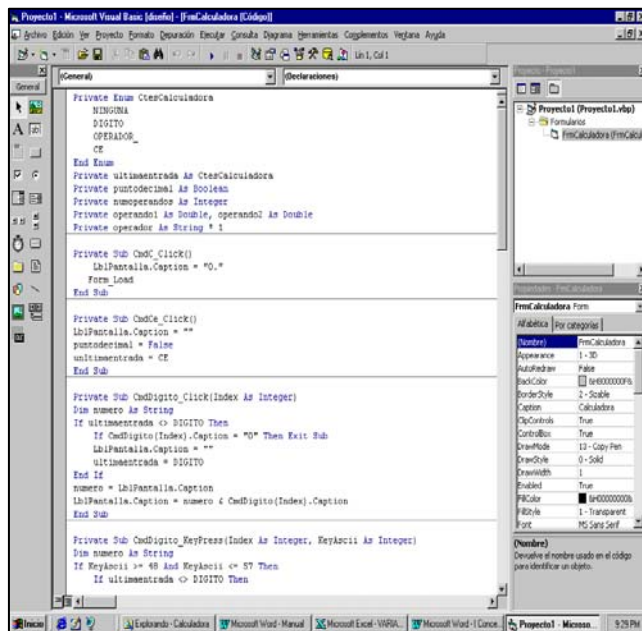 Proyecto1 - Microsoft Visual Basic [diseño] - [FrmCalculadora (Código)]
Archivo Edición Ver Proyecto Formato Depuración Ejecutar Consulta Diagrama Herramientas Complementos Ventana Ayuda
Lin 1, Col 1
General
(General)
(Declaraciones)
Private Enum CtesCalculadora
NINGUNA
DIGITO
OPERADOR_
CE
End Enum
Private ultimaentrada As CtesCalculadora
Private puntodecimal As Boolean
Private numoperandos As Integer
Private operando1 As Double, operando2 As Double
Private operador As String * 1
Private Sub CmdC_Click()
LblPantalla.Caption = "0."
Form_Load
End Sub
Private Sub CmdCe_Click()
LblPantalla.Caption = ""
puntodecimal = False
unltimaentrada = CE
End Sub
Private Sub CmdDigito_Click(Index As Integer)
Dim numero As String
If ultimaentrada <> DIGITO Then
If CmdDigito(Index).Caption = "0" Then Exit Sub
LblPantalla.Caption = ""
ultimaentrada = DIGITO
End If
numero = LblPantalla.Caption
LblPantalla.Caption = numero & CmdDigito(Index).Caption
End Sub
Private Sub CmdDigito_KeyPress(Index As Integer, KeyAscii As Integer)
Dim numero As String
If KeyAscii >= 48 And KeyAscii <= 57 Then
If ultimaentrada <> DIGITO Then
Proyecto - Proyecto1
Proyecto1 (Proyecto1.vbp)
Formularios
FrmCalculadora (FrmCalcu
Propiedades - FrmCalculadora
FrmCalculadora Form
Alfabética Por categorías
(Nombre) FrmCalculadora
Appearance 1 - 3D
AutoRedraw False
BackColor &H8000000F&
BorderStyle 2 - Sizable
Caption Calculadora
ClipControls True
ControlBox True
DrawMode 13 - Copy Pen
DrawStyle 0 - Solid
DrawWidth 1
Enabled True
FillColor &H00000000&
FillStyle 1 - Transparent
Font MS Sans Serif
(Nombre)
Devuelve el nombre usado en el código
para identificar un objeto.
Inicio
Explorando - Calculadora
Microsoft Word - Manual
Microsoft Excel - VARIA...
Microsoft Word - I Conce...
Proyecto1 - Microso...
9:29 PM